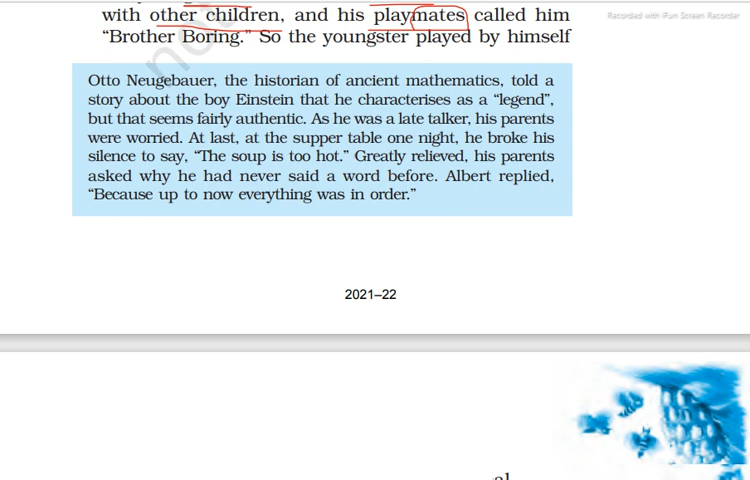 Recorded with iFun Screen Recorder
with other children, and his playmates called him
“Brother Boring.” So the youngster played by himself
Otto Neugebauer, the historian of ancient mathematics, told a
story about the boy Einstein that he characterises as a “legend”,
but that seems fairly authentic. As he was a late talker, his parents
were worried. At last, at the supper table one night, he broke his
silence to say, “The soup is too hot.” Greatly relieved, his parents
asked why he had never said a word before. Albert replied,
“Because up to now everything was in order.”
2021–22